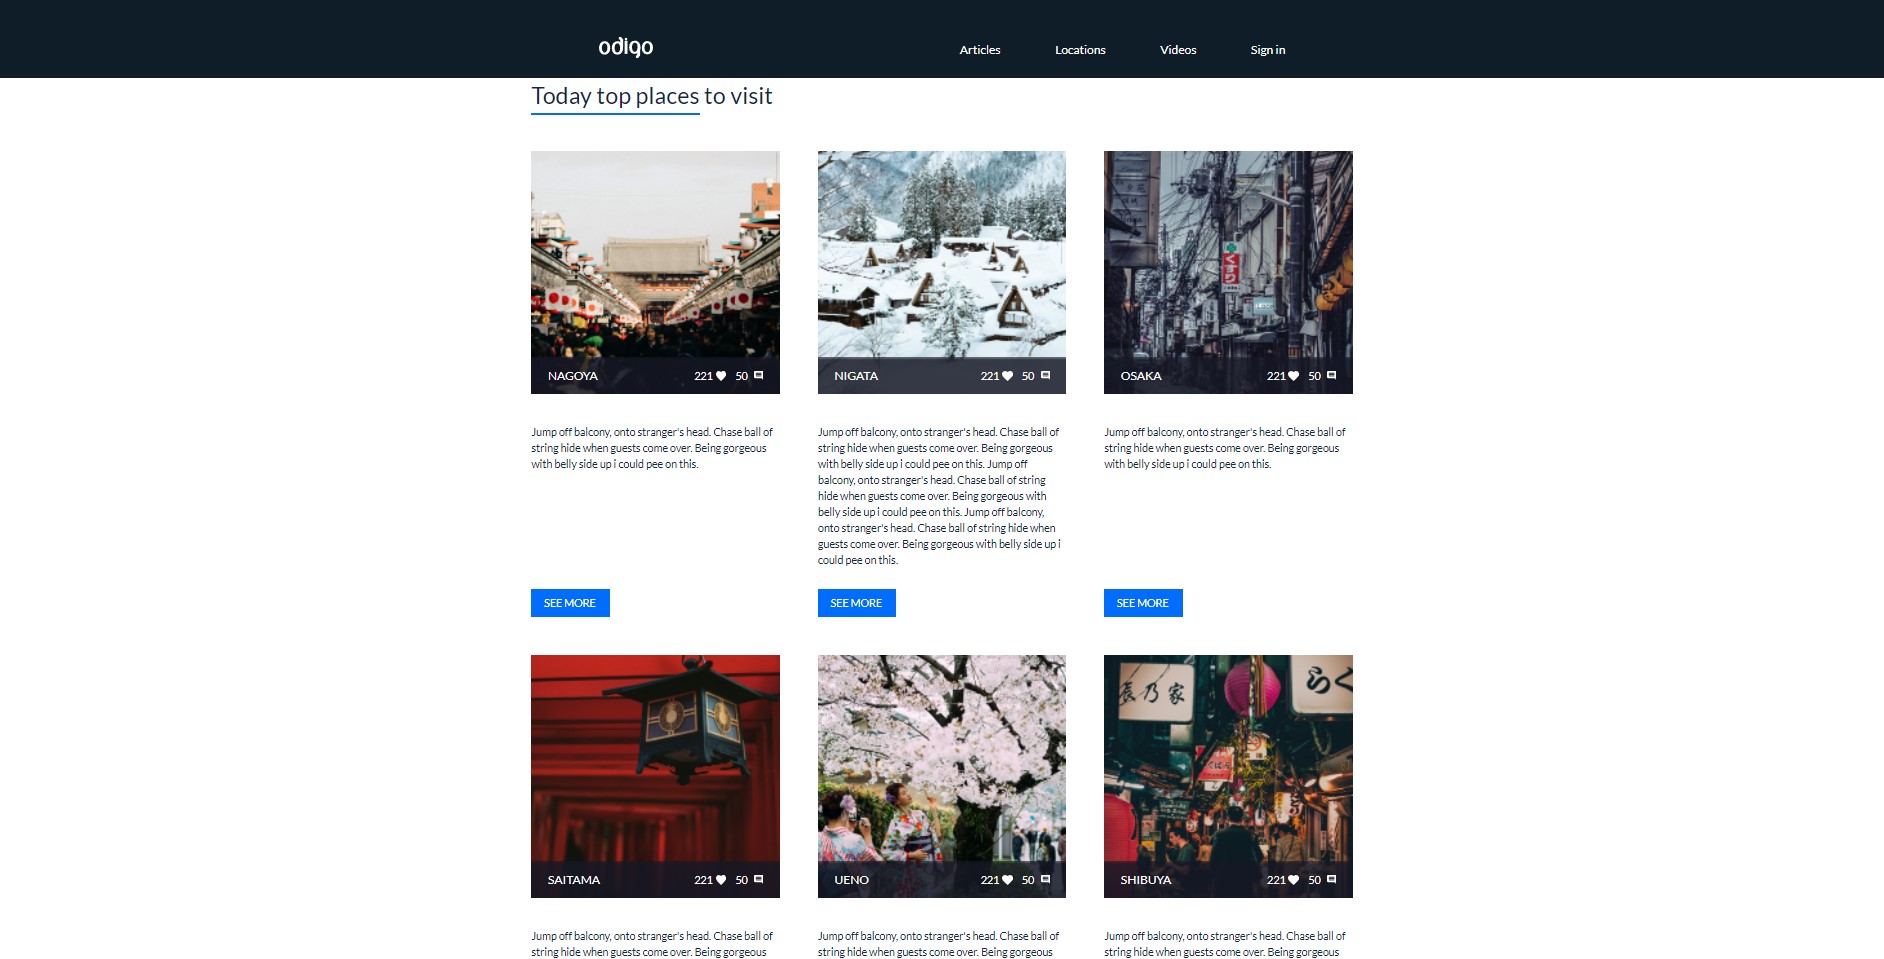 odigo
Articles Locations Videos Sign in
Today top places to visit
くすり
NAGOYA 221 50
NIGATA 221 50
OSAKA 221 50
Jump off balcony, onto stranger's head. Chase ball of
string hide when guests come over. Being gorgeous
with belly side up i could pee on this.
Jump off balcony, onto stranger's head. Chase ball of
string hide when guests come over. Being gorgeous
with belly side up i could pee on this. Jump off
balcony, onto stranger's head. Chase ball of string
hide when guests come over. Being gorgeous with
belly side up i could pee on this. Jump off balcony,
onto stranger's head. Chase ball of string hide when
guests come over. Being gorgeous with belly side up i
could pee on this.
Jump off balcony, onto stranger's head. Chase ball of
string hide when guests come over. Being gorgeous
with belly side up i could pee on this.
SEE MORE
SEE MORE
SEE MORE
辰乃家
らく
SAITAMA 221 50
UENO 221 50
SHIBUYA 221 50
Jump off balcony, onto stranger's head. Chase ball of
string hide when guests come over. Being gorgeous
Jump off balcony, onto stranger's head. Chase ball of
string hide when guests come over. Being gorgeous
Jump off balcony, onto stranger's head. Chase ball of
string hide when guests come over. Being gorgeous